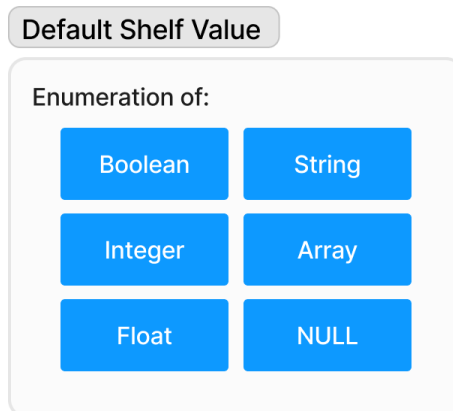 Default Shelf Value
Enumeration of:
Boolean String
Integer Array
Float NULL